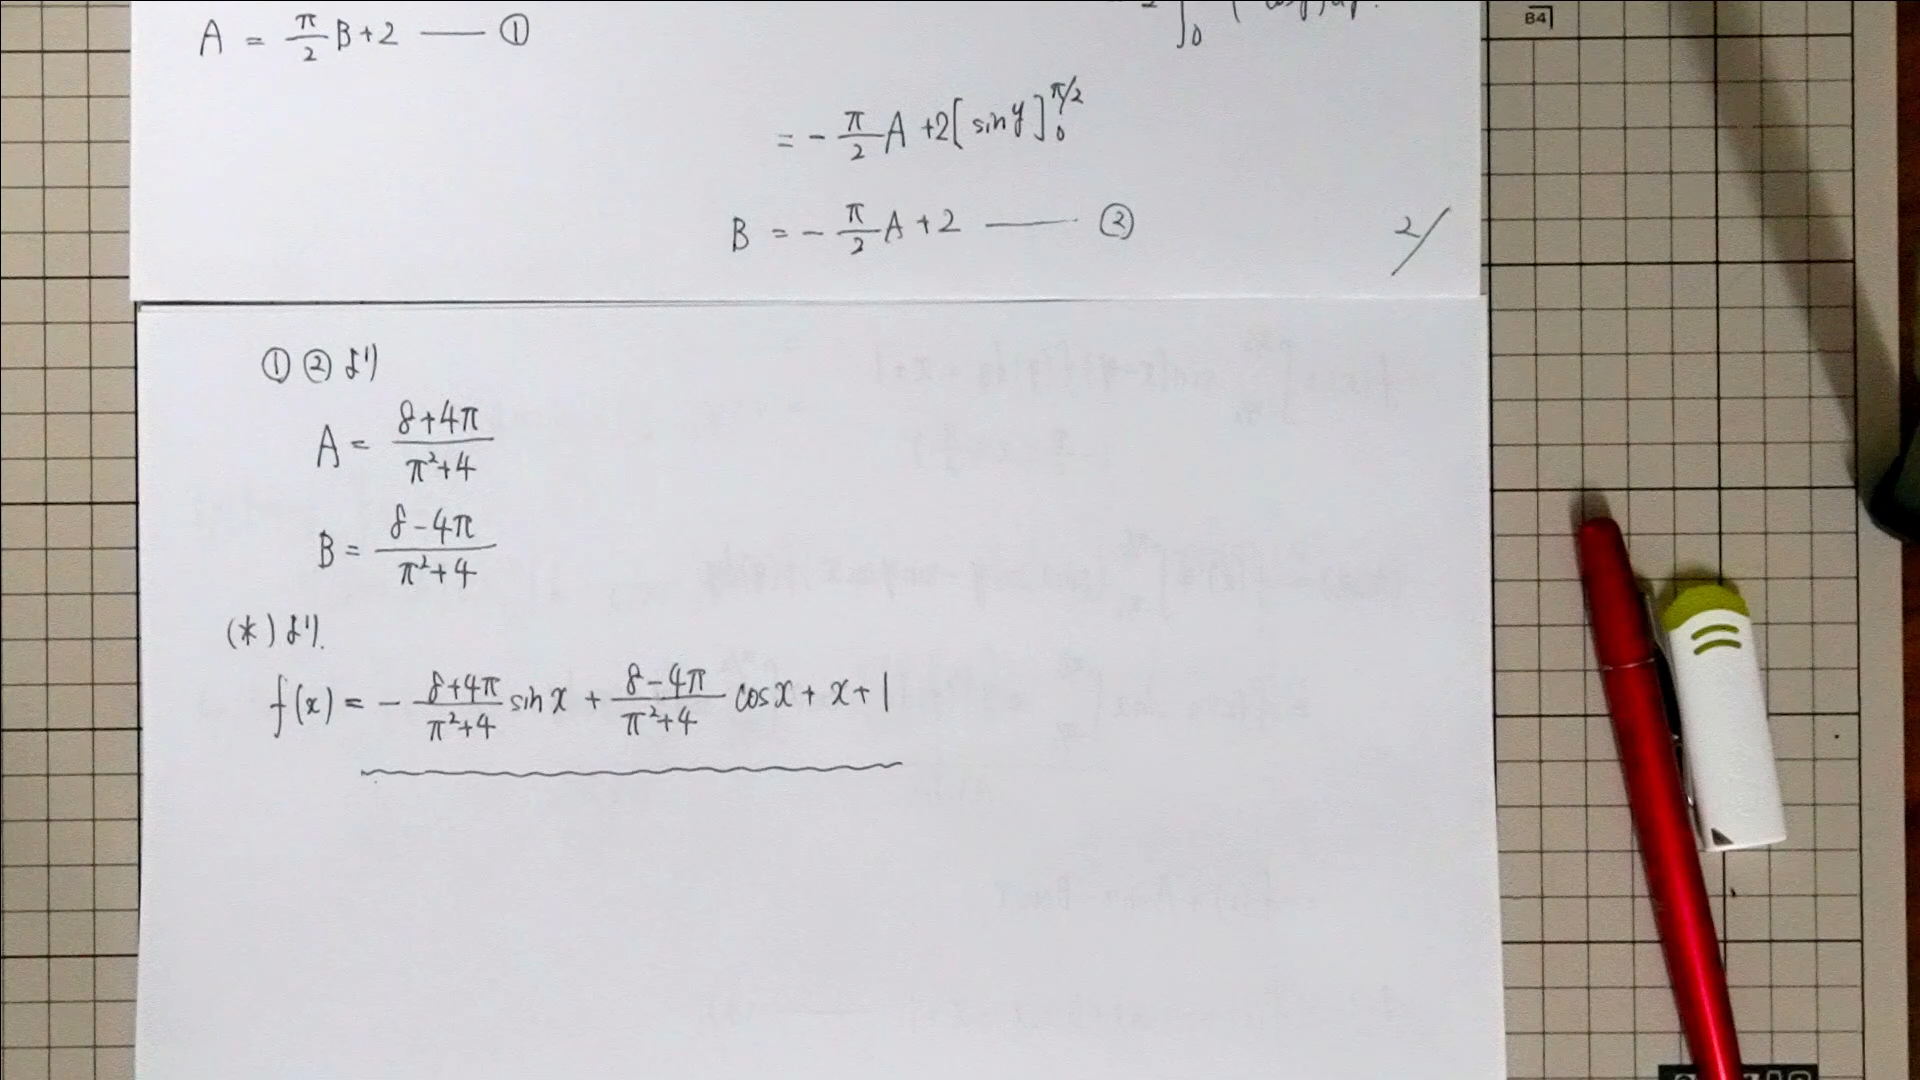 B4
A = π/2 B + 2 —— ①
= - π/2 A + 2[sin y]₀^{π/2}
B = - π/2 A + 2 —— ②
2/
① ② より
A = (8+4π)/(π²+4)
B = (8-4π)/(π²+4)
(*) より.
f(x) = - (8+4π)/(π²+4) sin x + (8-4π)/(π²+4) cos x + x + 1